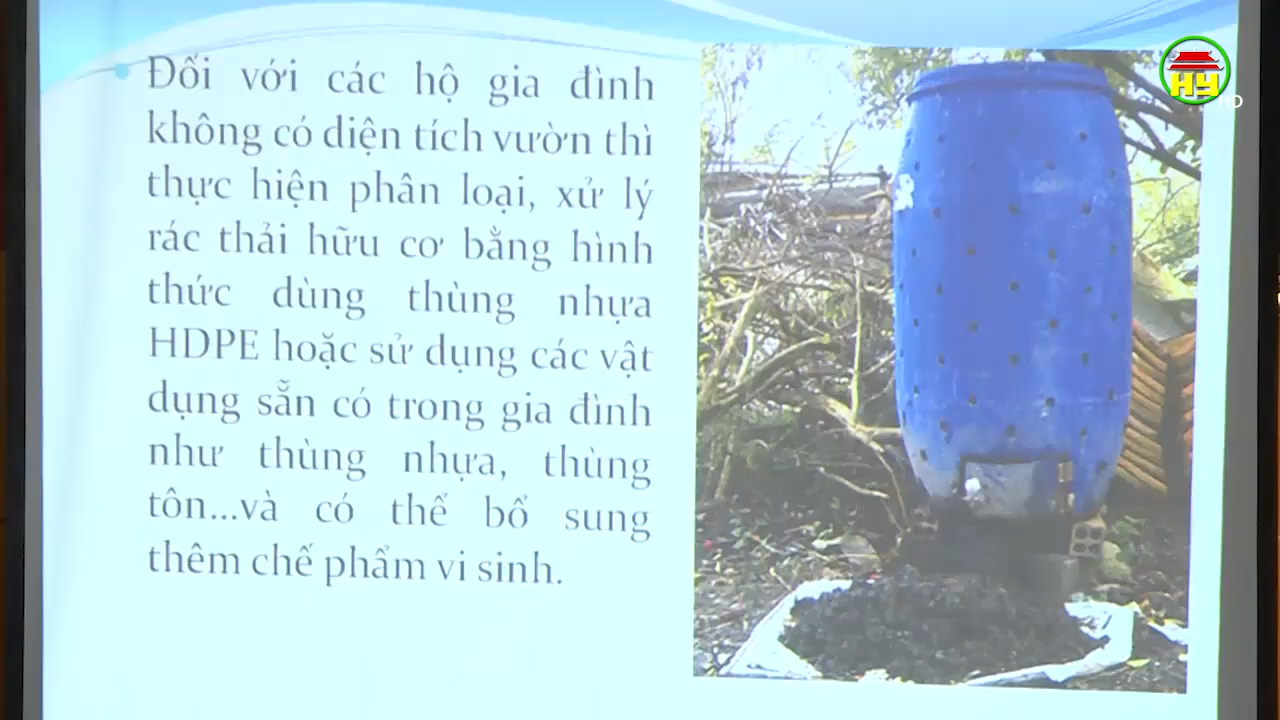 Đối với các hộ gia đình
không có diện tích vườn thì
thực hiện phân loại, xử lý
rác thải hữu cơ bằng hình
thức dùng thùng nhựa
HDPE hoặc sử dụng các vật
dụng sẵn có trong gia đình
như thùng nhựa, thùng
tôn...và có thể bổ sung
thêm chế phẩm vi sinh.
HY
HD